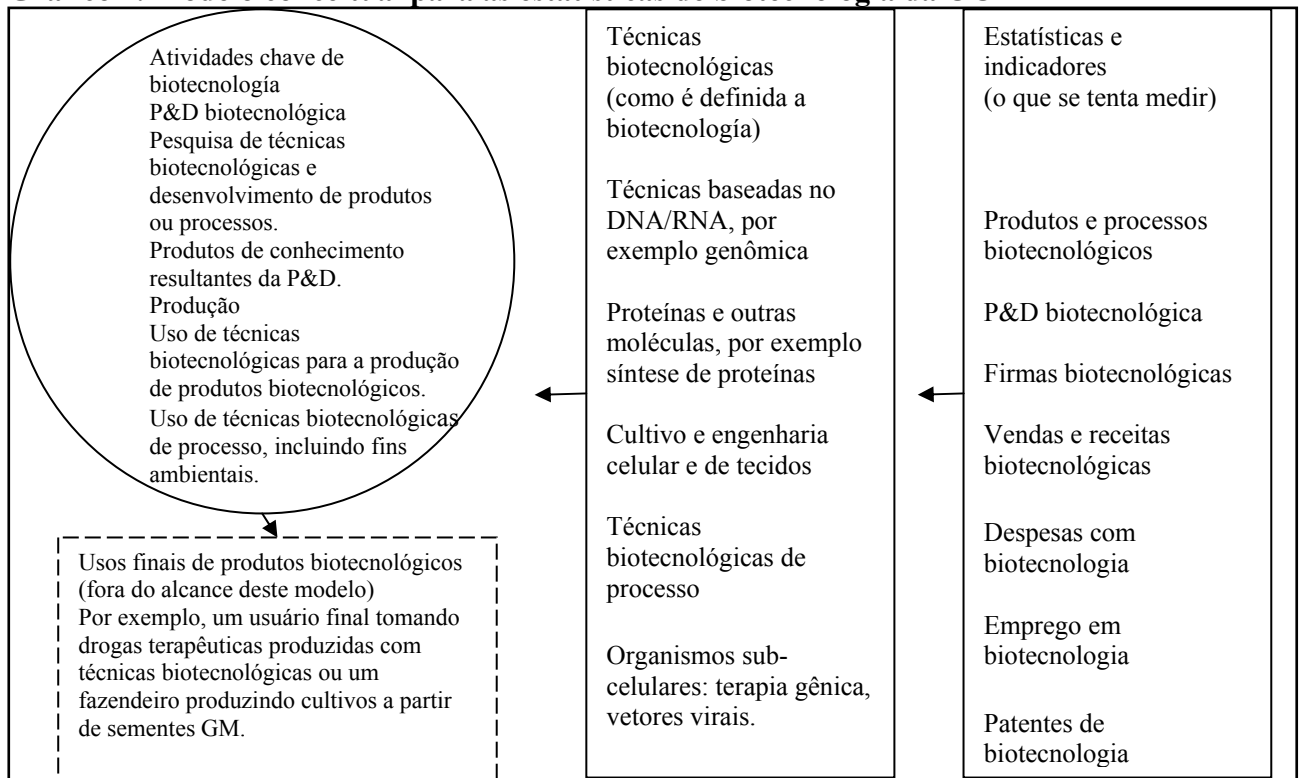 Atividades chave de
biotecnología
P&D biotecnológica
Pesquisa de técnicas
biotecnológicas e
desenvolvimento de produtos
ou processos.
Produtos de conhecimento
resultantes da P&D.
Produção
Uso de técnicas
biotecnológicas para a produção
de produtos biotecnológicos.
Uso de técnicas biotecnológicas
de processo, incluindo fins
ambientais.
Usos finais de produtos biotecnológicos
(fora do alcance deste modelo)
Por exemplo, um usuário final tomando
drogas terapêuticas produzidas com
técnicas biotecnológicas ou um
fazendeiro produzindo cultivos a partir
de sementes GM.
Técnicas
biotecnológicas
(como é definida a
biotecnología)
Técnicas baseadas no
DNA/RNA, por
exemplo genômica
Proteínas e outras
moléculas, por exemplo
síntese de proteínas
Cultivo e engenharia
celular e de tecidos
Técnicas
biotecnológicas de
processo
Organismos sub-
celulares: terapia gênica,
vetores virais.
Estatísticas e
indicadores
(o que se tenta medir)
Produtos e processos
biotecnológicos
P&D biotecnológica
Firmas biotecnológicas
Vendas e receitas
biotecnológicas
Despesas com
biotecnologia
Emprego em
biotecnologia
Patentes de
biotecnologia